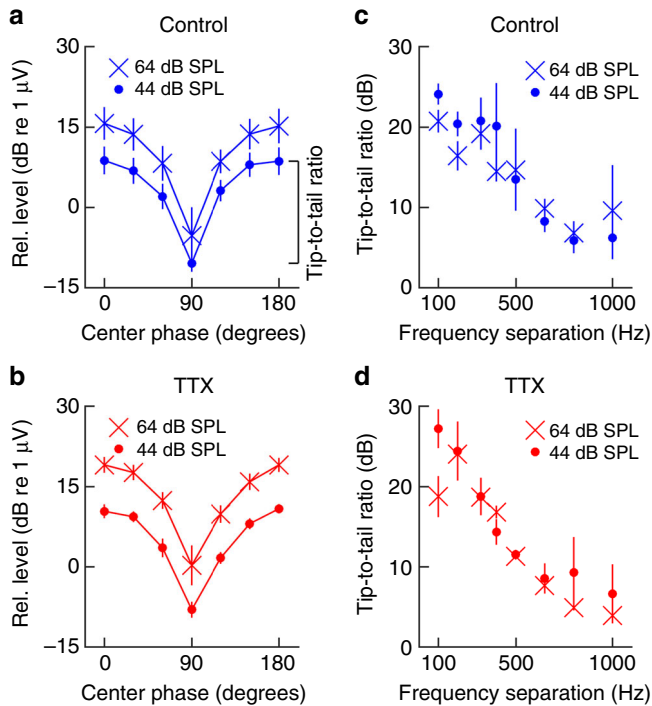 a
Control
30
15
0
−15
Rel. level (dB re 1 μV)
64 dB SPL
44 dB SPL
Tip-to-tail ratio
0
90
180
Center phase (degrees)
c
Control
30
20
10
0
Tip-to-tail ratio (dB)
64 dB SPL
44 dB SPL
100
500
1000
Frequency separation (Hz)
b
TTX
30
15
0
−15
Rel. level (dB re 1 μV)
64 dB SPL
44 dB SPL
0
90
180
Center phase (degrees)
d
TTX
30
20
10
0
Tip-to-tail ratio (dB)
64 dB SPL
44 dB SPL
100
500
1000
Frequency separation (Hz)